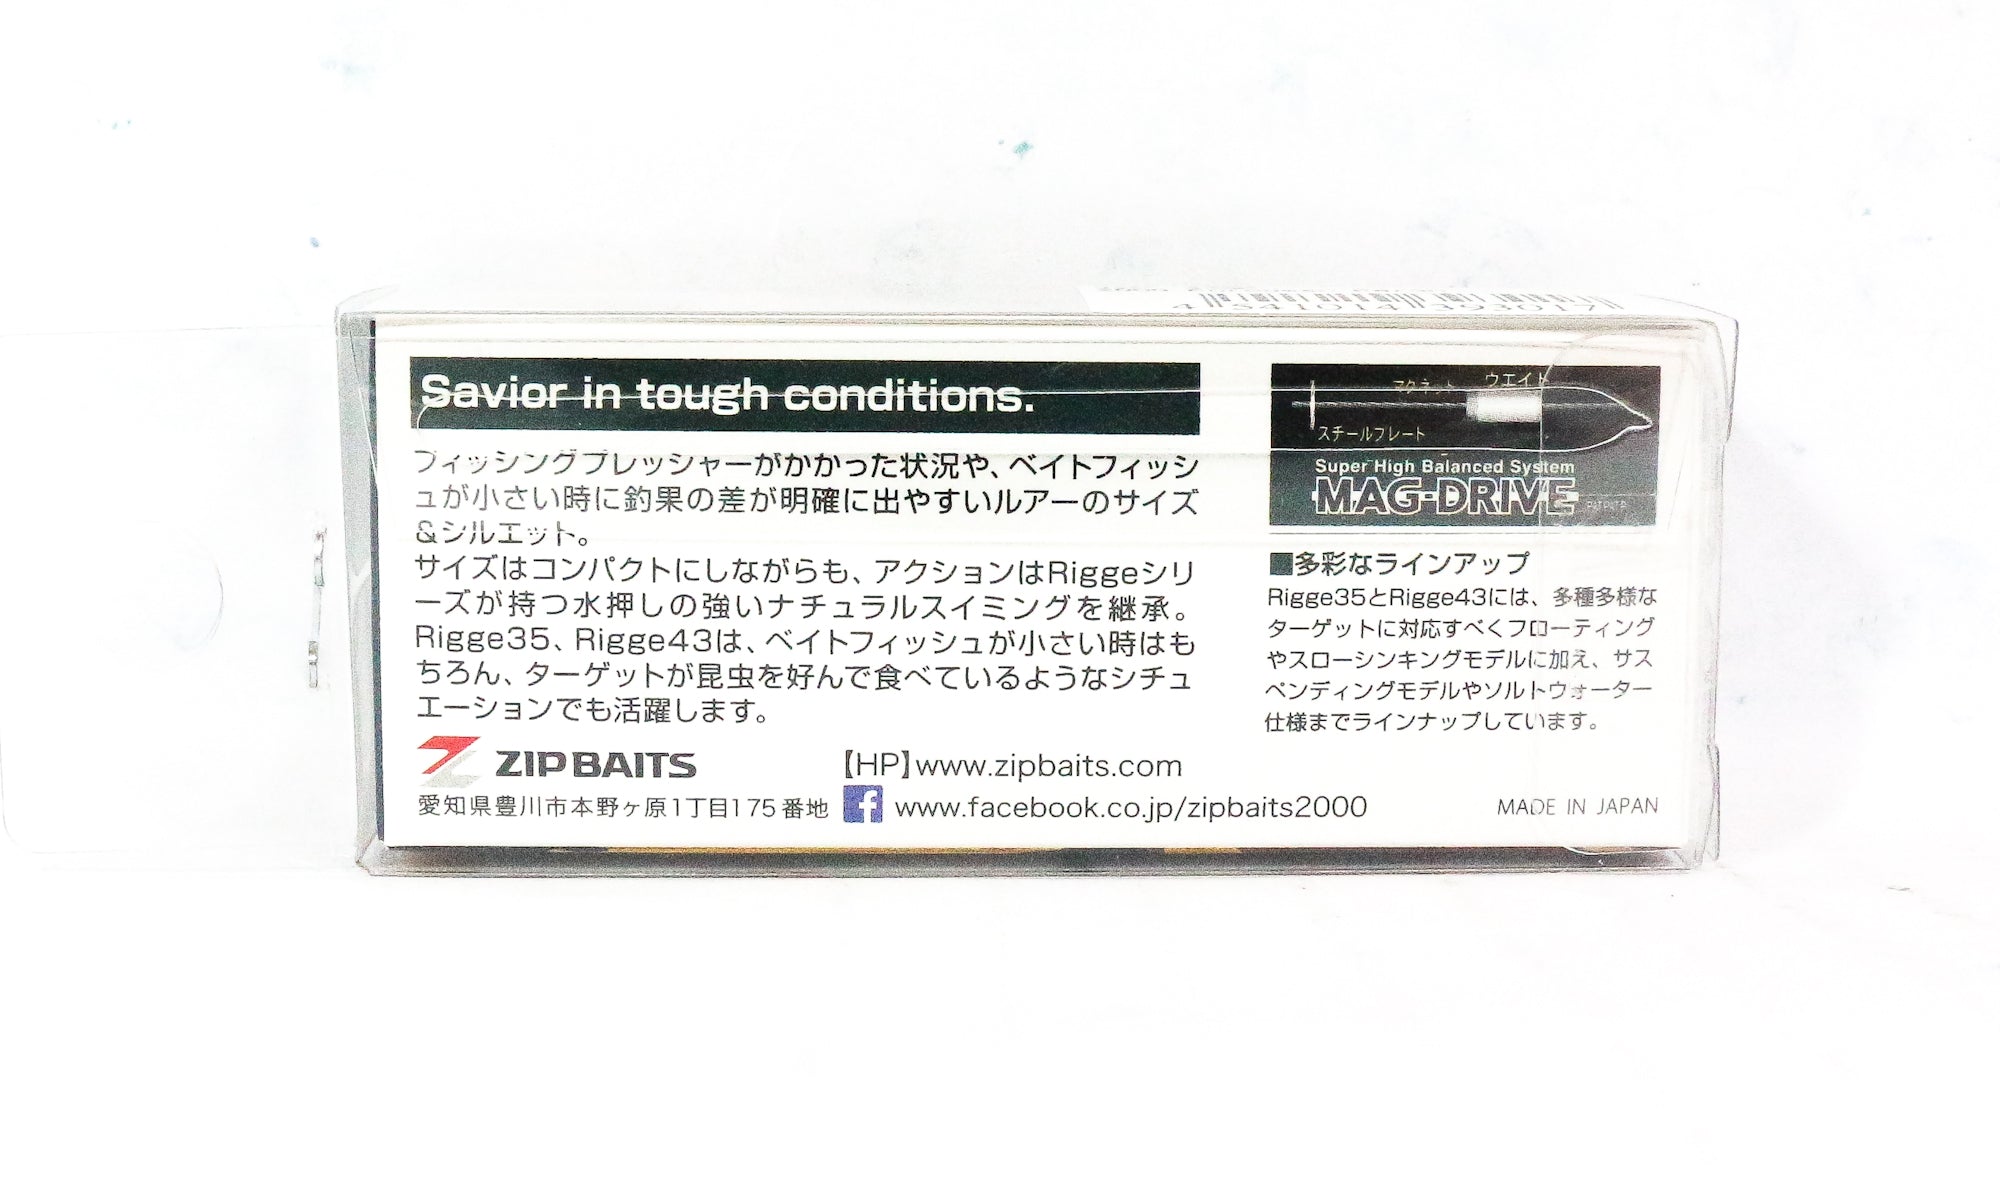 4 541014 393017
Savior in tough conditions.
フィッシングプレッシャーがかかった状況や、ベイトフィッシ
ュが小さい時に釣果の差が明確に出やすいルアーのサイズ
&シルエット。
サイズはコンパクトにしながらも、アクションはRiggeシリ
ーズが持つ水押しの強いナチュラルスイミングを継承。
Rigge35、Rigge43は、ベイトフィッシュが小さい時はも
ちろん、ターゲットが昆虫を好んで食べているようなシチュ
エーションでも活躍します。
ZIPBAITS
【HP】www.zipbaits.com
愛知県豊川市本野ヶ原1丁目175番地
f www.facebook.co.jp/zipbaits2000
マグネット
ウエイト
スチールプレート
Super High Balanced System
MAG-DRIVE
■多彩なラインアップ
Rigge35とRigge43には、多種多様な
ターゲットに対応すべくフローティング
やスローシンキングモデルに加え、サス
ペンディングモデルやソルトウォーター
仕様までラインナップしています。
MADE IN JAPAN